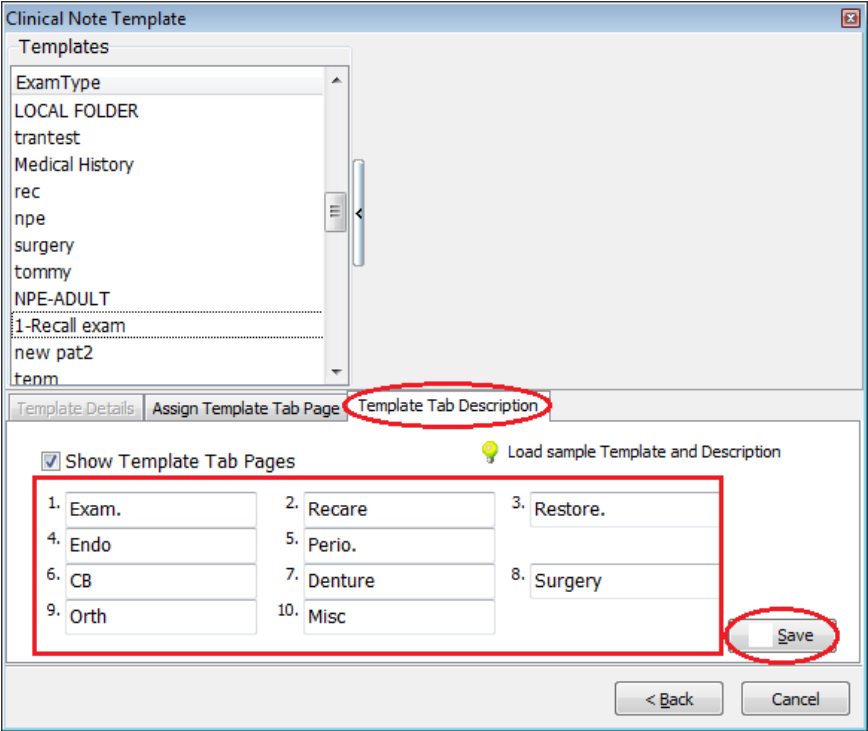 Clinical Note Template
Templates
ExamType
LOCAL FOLDER
trantest
Medical History
rec
npe
surgery
tommy
NPE-ADULT
1-Recall exam
new pat2
tepm
Template Details Assign Template Tab Page Template Tab Description
Show Template Tab Pages Load sample Template and Description
1. Exam. 2. Recare 3. Restore.
4. Endo 5. Perio.
6. CB 7. Denture 8. Surgery
9. Orth 10. Misc
Save
< Back Cancel